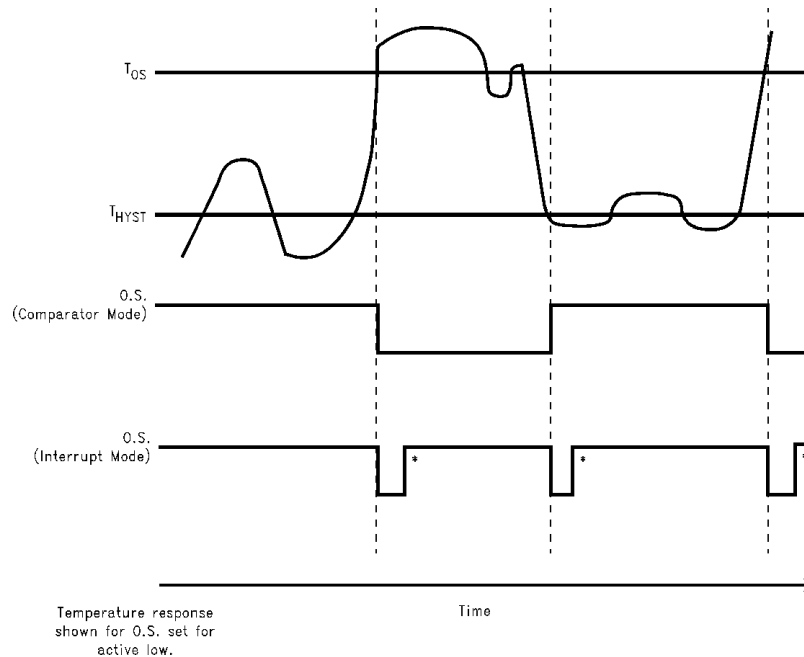 T_OS
T_HYST
O.S.
(Comparator Mode)
O.S.
(Interrupt Mode)
* * *
Temperature response
shown for O.S. set for
active low.
Time